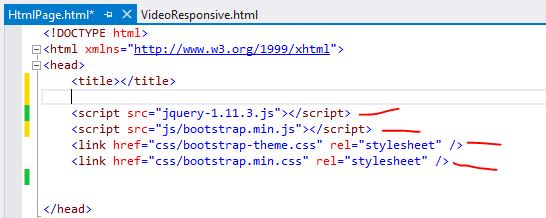 HtmlPage.html* VideoResponsive.html
<!DOCTYPE html>
<html xmlns="http://www.w3.org/1999/xhtml">
<head>
<title></title>
<script src="jquery-1.11.3.js"></script>
<script src="js/bootstrap.min.js"></script>
<link href="css/bootstrap-theme.css" rel="stylesheet" />
<link href="css/bootstrap.min.css" rel="stylesheet" />
</head>